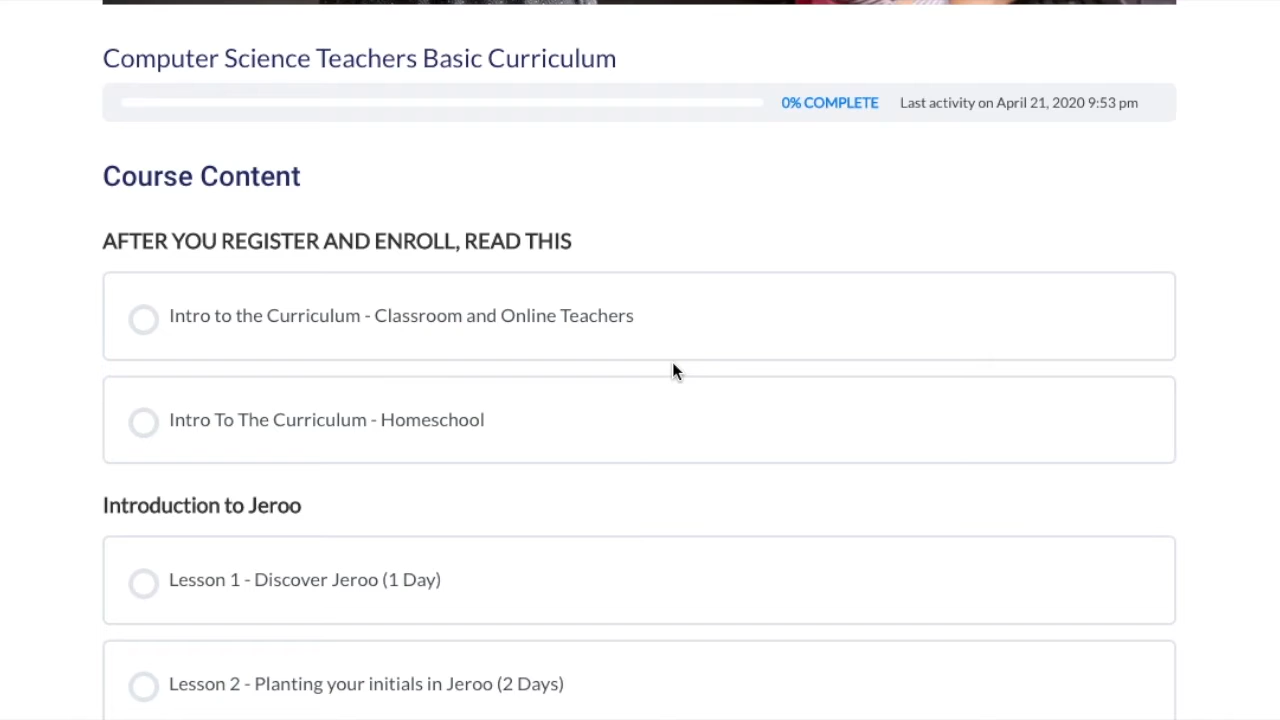 Computer Science Teachers Basic Curriculum
0% COMPLETE Last activity on April 21, 2020 9:53 pm
Course Content
AFTER YOU REGISTER AND ENROLL, READ THIS
Intro to the Curriculum - Classroom and Online Teachers
Intro To The Curriculum - Homeschool
Introduction to Jeroo
Lesson 1 - Discover Jeroo (1 Day)
Lesson 2 - Planting your initials in Jeroo (2 Days)